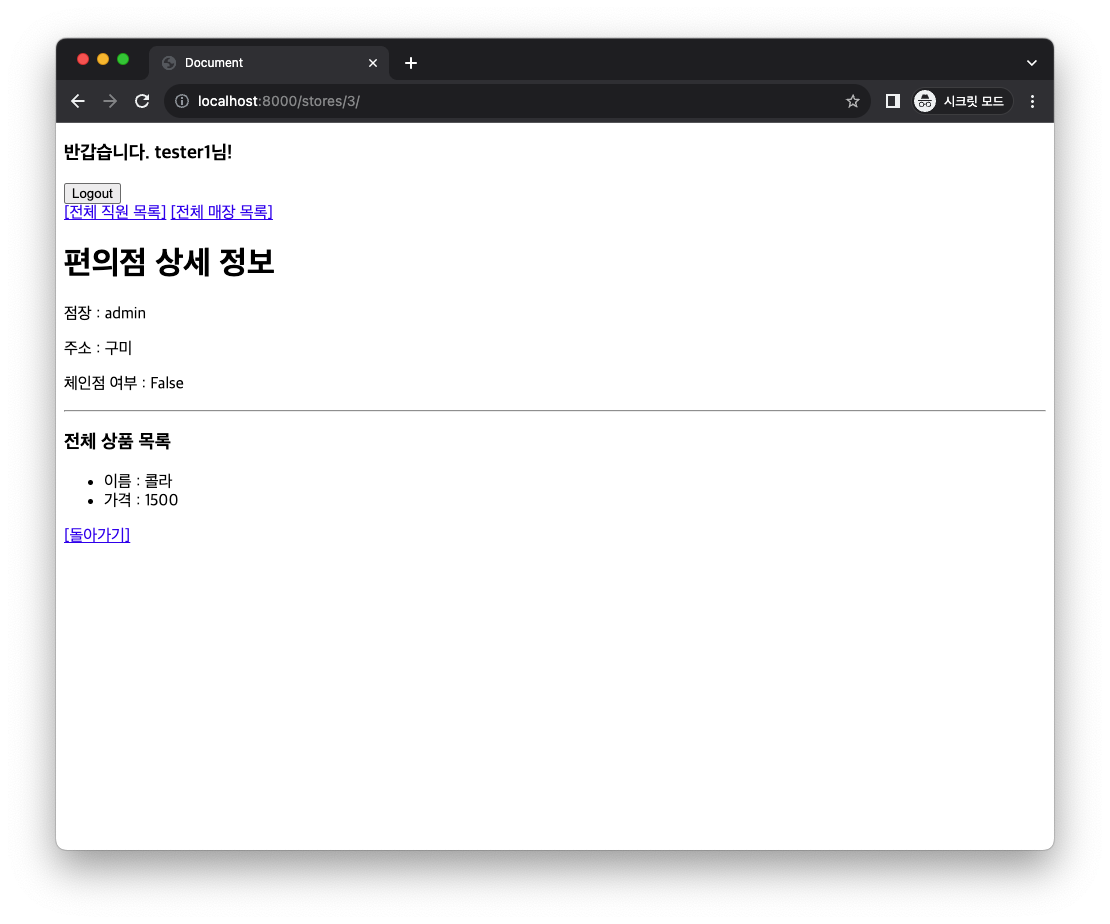 Document
localhost:8000/stores/3/
시크릿 모드
반갑습니다. tester1님!
Logout
[전체 직원 목록] [전체 매장 목록]
편의점 상세 정보
점장 : admin
주소 : 구미
체인점 여부 : False
전체 상품 목록
이름 : 콜라
가격 : 1500
[돌아가기]